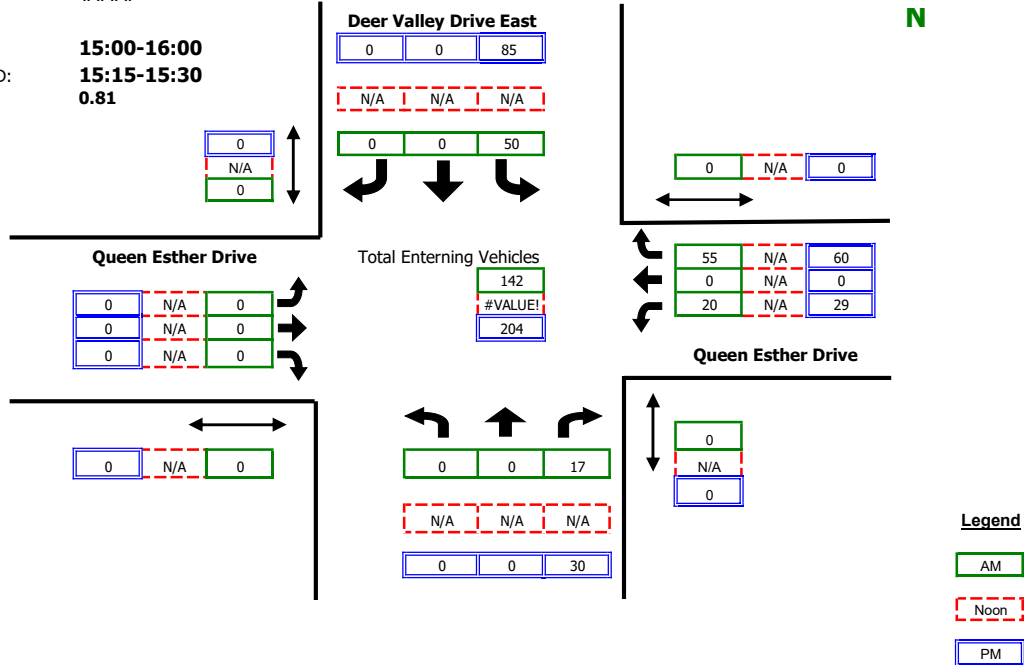 N
Deer Valley Drive East
15:00-16:00
0 0 85
D: 15:15-15:30
0.81
N/A N/A N/A
0 0 50
0
N/A
0
0 N/A 0
Queen Esther Drive
Total Enterning Vehicles
142
#VALUE!
204
55 N/A 60
0 N/A 0
20 N/A 29
0 N/A 0
0 N/A 0
0 N/A 0
Queen Esther Drive
0 N/A 0
0 0 17
N/A N/A N/A
0 0 30
0
N/A
0
Legend
AM
Noon
PM